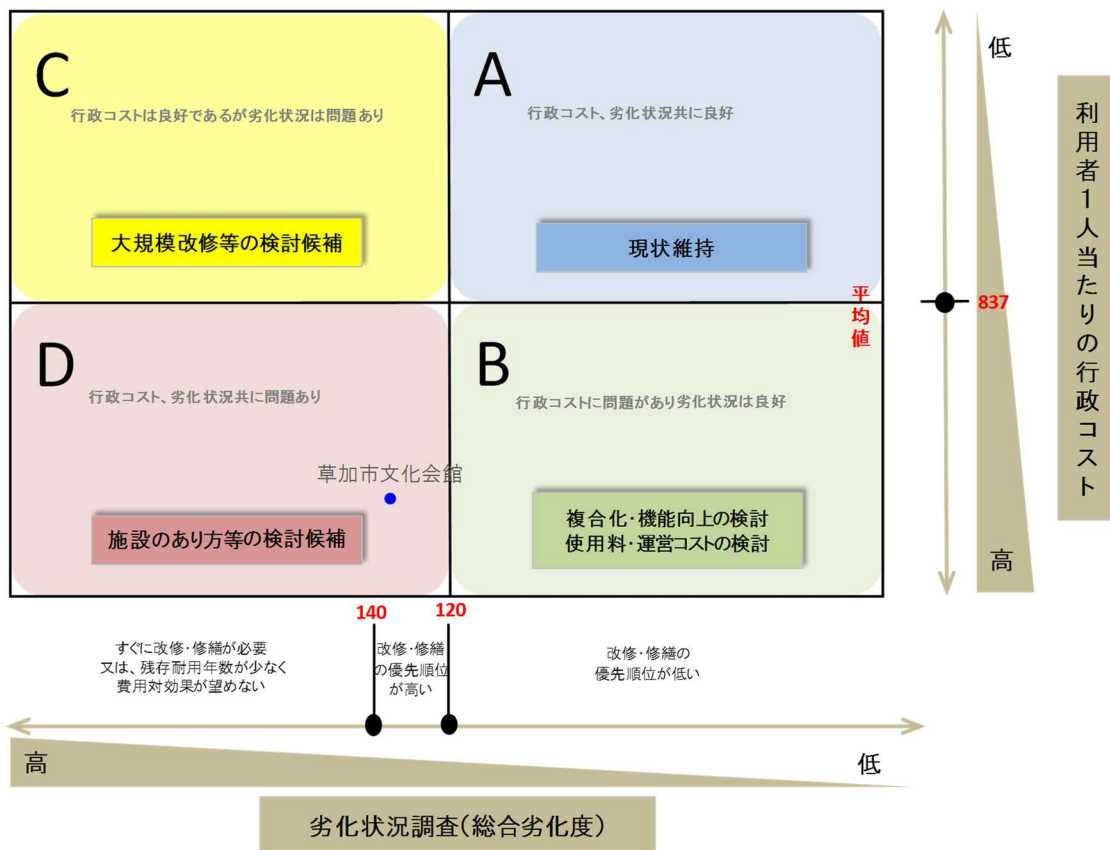 C
行政コストは良好であるが劣化状況は問題あり
大規模改修等の検討候補
A
行政コスト、劣化状況共に良好
現状維持
平均値
D
行政コスト、劣化状況共に問題あり
草加市文化会館
施設のあり方等の検討候補
B
行政コストに問題があり劣化状況は良好
複合化・機能向上の検討
使用料・運営コストの検討
低
837
高
利用者1人当たりの行政コスト
140
120
すぐに改修・修繕が必要
又は、残存耐用年数が少なく
費用対効果が望めない
改修・修繕
の優先順位
が高い
改修・修繕の
優先順位が低い
高
低
劣化状況調査(総合劣化度)